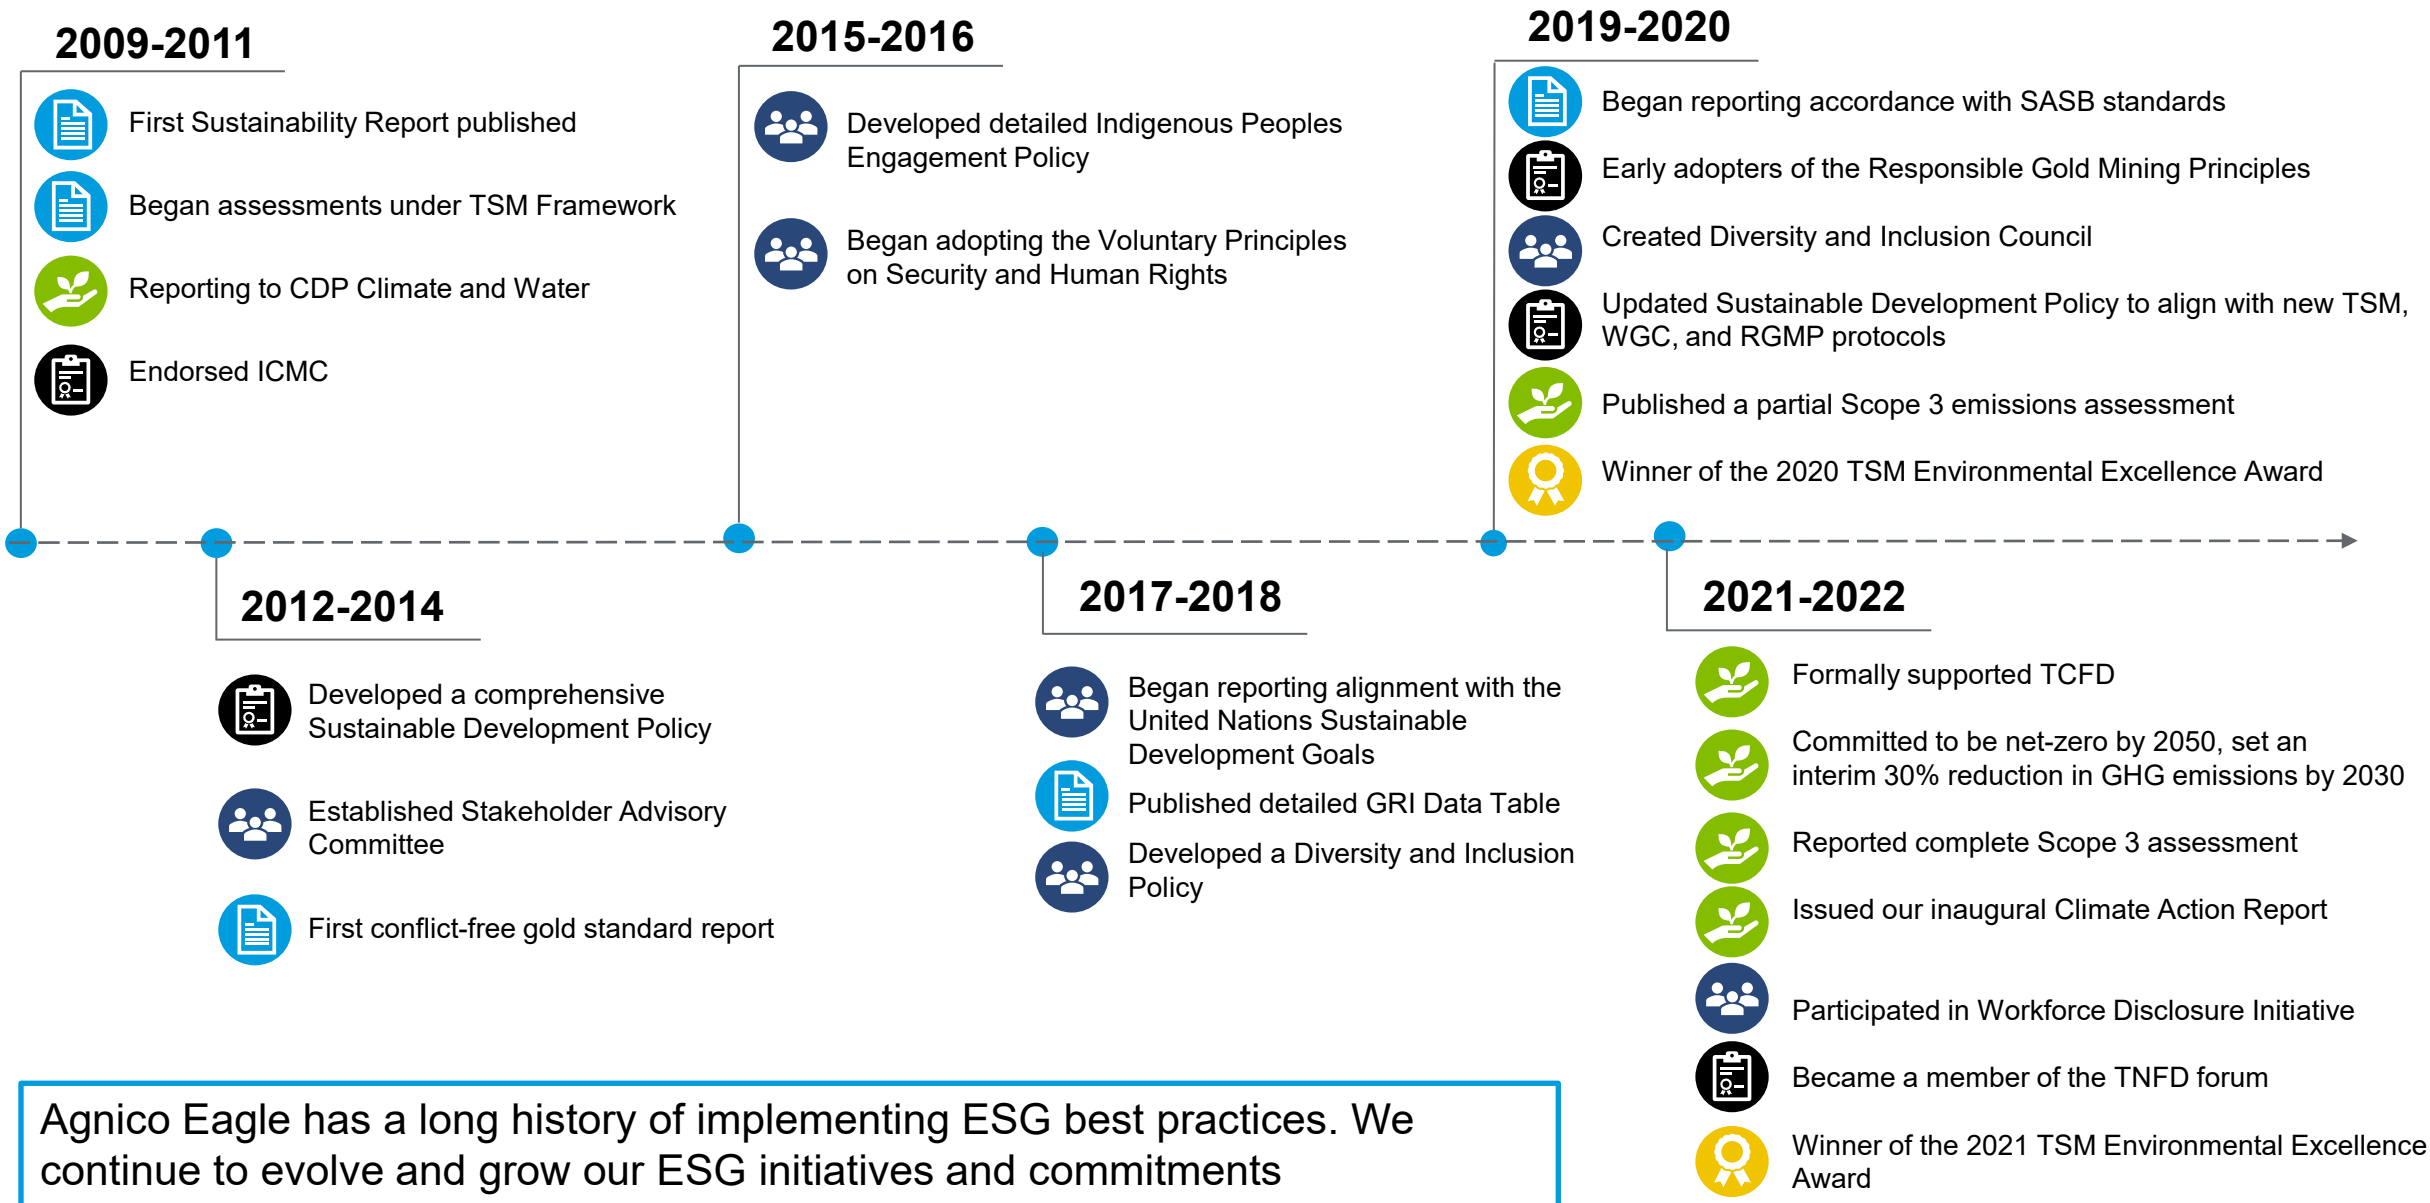 2009-2011
First Sustainability Report published
Began assessments under TSM Framework
Reporting to CDP Climate and Water
Endorsed ICMC
2015-2016
Developed detailed Indigenous Peoples
Engagement Policy
Began adopting the Voluntary Principles
on Security and Human Rights
2019-2020
Began reporting accordance with SASB standards
Early adopters of the Responsible Gold Mining Principles
Created Diversity and Inclusion Council
Updated Sustainable Development Policy to align with new TSM,
WGC, and RGMP protocols
Published a partial Scope 3 emissions assessment
Winner of the 2020 TSM Environmental Excellence Award
2012-2014
Developed a comprehensive
Sustainable Development Policy
Established Stakeholder Advisory
Committee
First conflict-free gold standard report
2017-2018
Began reporting alignment with the
United Nations Sustainable
Development Goals
Published detailed GRI Data Table
Developed a Diversity and Inclusion
Policy
2021-2022
Formally supported TCFD
Committed to be net-zero by 2050, set an
interim 30% reduction in GHG emissions by 2030
Reported complete Scope 3 assessment
Issued our inaugural Climate Action Report
Participated in Workforce Disclosure Initiative
Became a member of the TNFD forum
Winner of the 2021 TSM Environmental Excellence
Award
Agnico Eagle has a long history of implementing ESG best practices. We
continue to evolve and grow our ESG initiatives and commitments